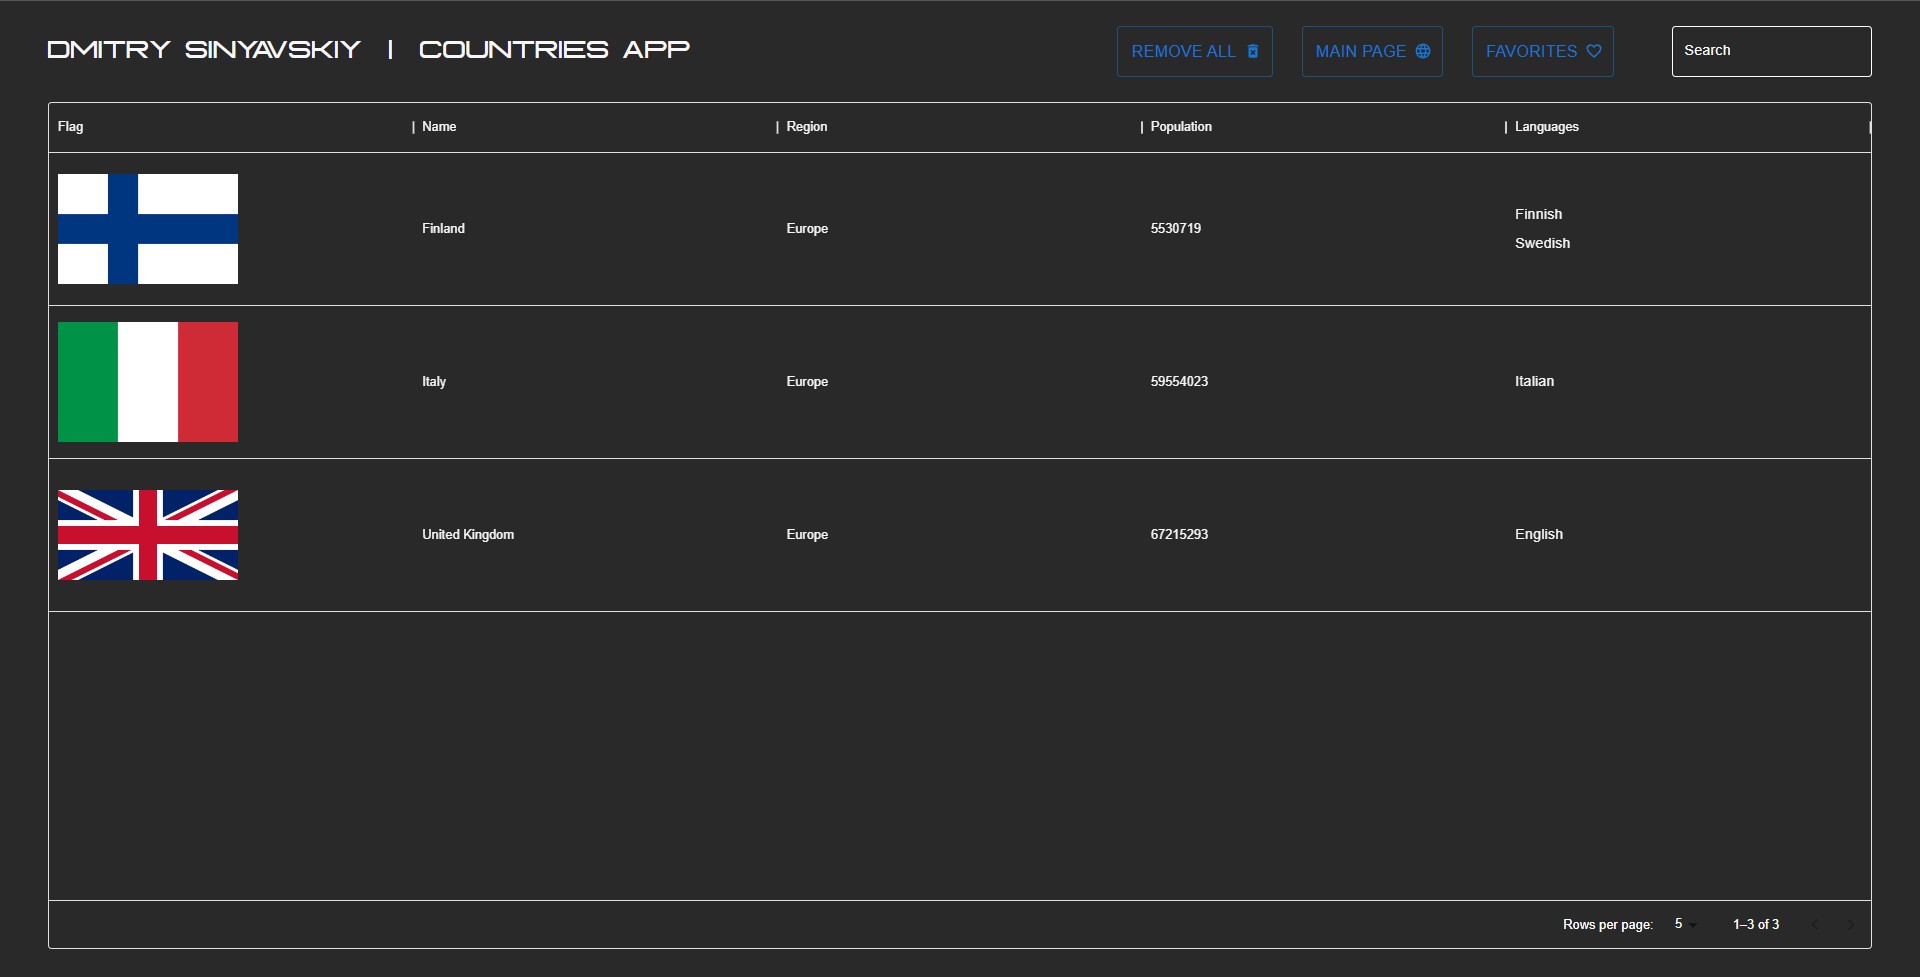 DMITRY SINYAVSKIY | COUNTRIES APP
REMOVE ALL
MAIN PAGE
FAVORITES
Search
Flag | Name | Region | Population | Languages
Finland Europe 5530719 Finnish
Swedish
Italy Europe 59554023 Italian
United Kingdom Europe 67215293 English
Rows per page: 5 1–3 of 3